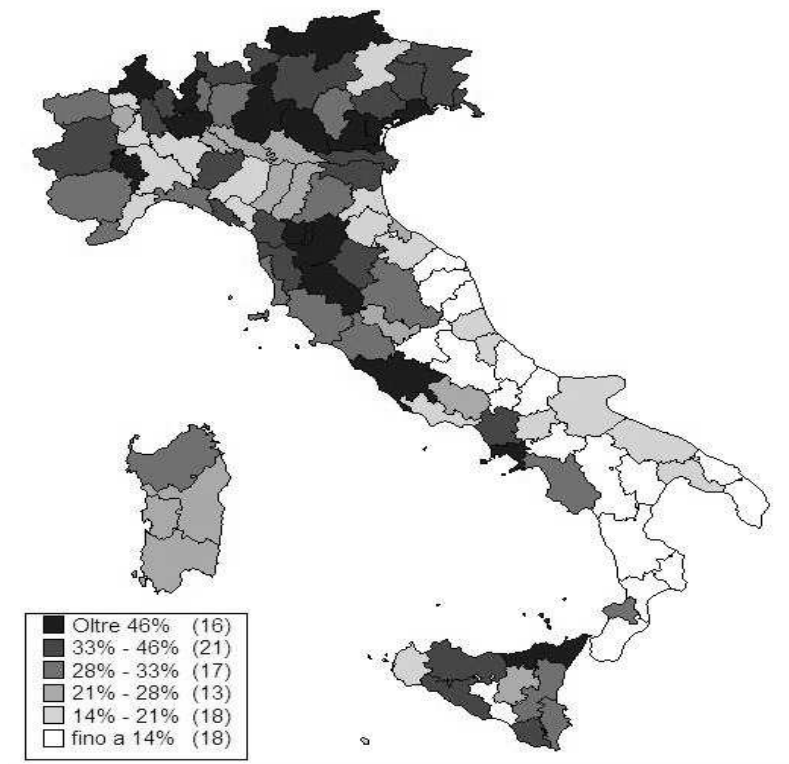 Oltre 46% (16)
33% - 46% (21)
28% - 33% (17)
21% - 28% (13)
14% - 21% (18)
fino a 14% (18)